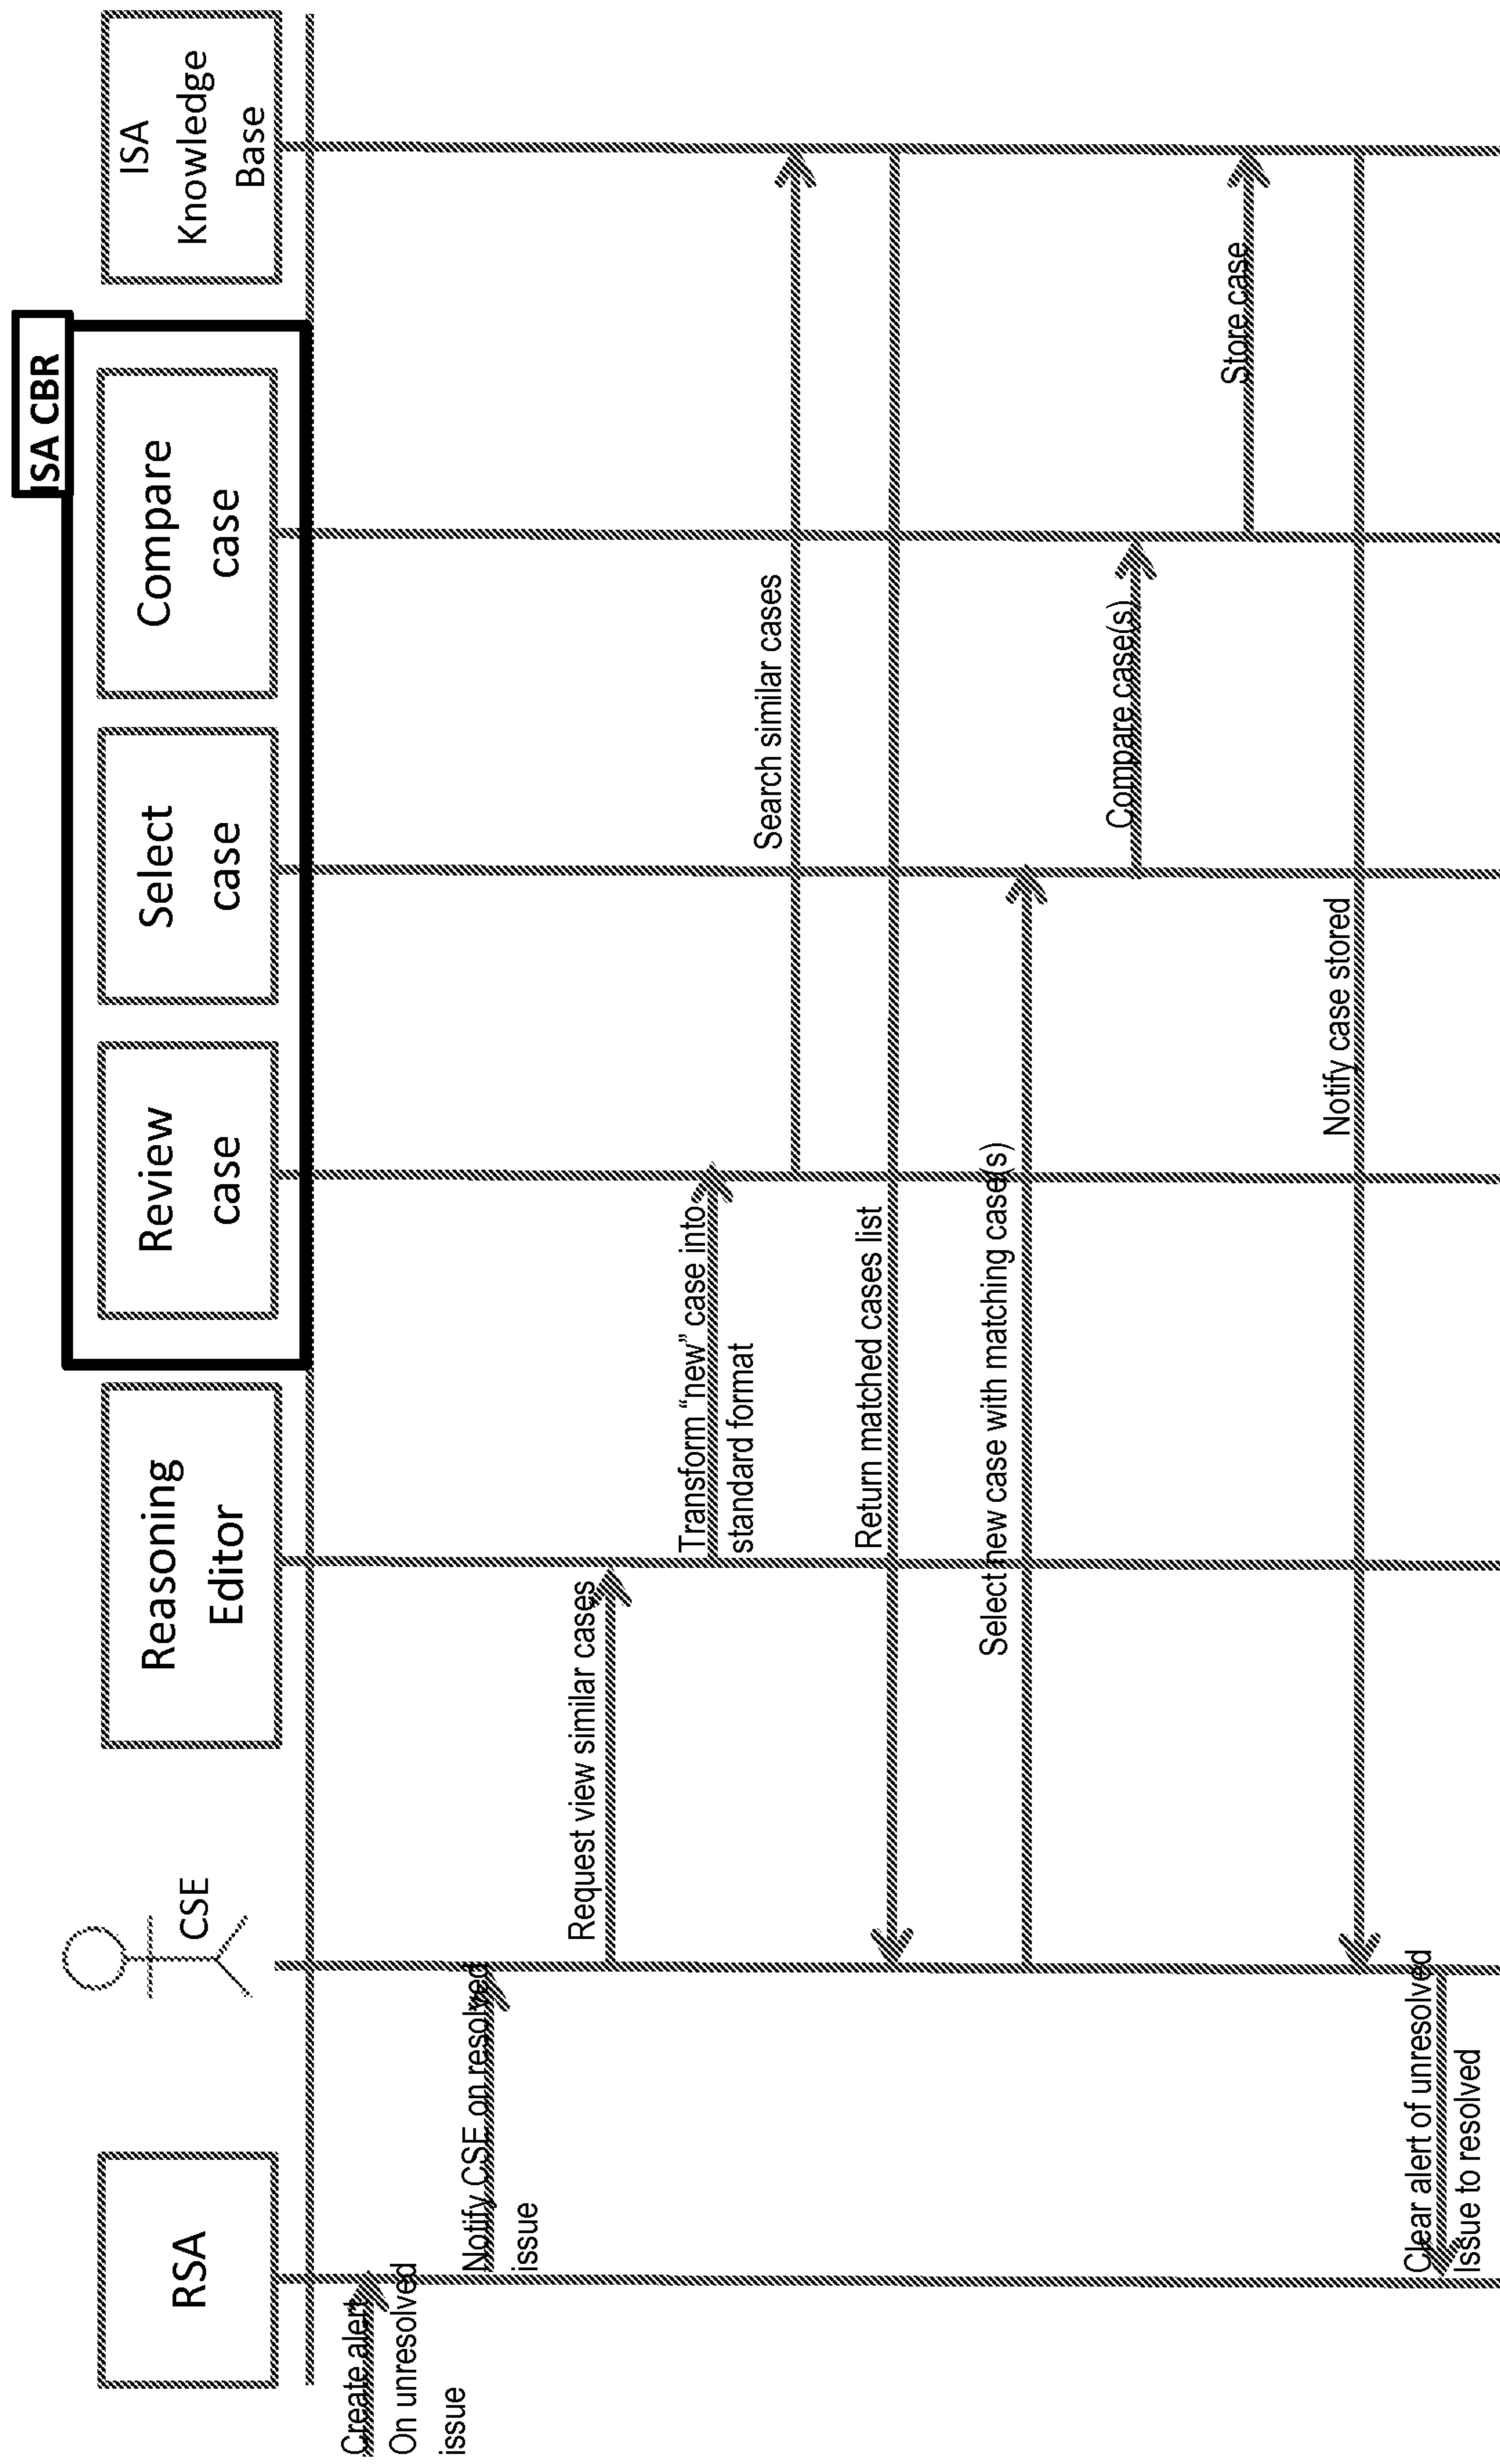 RSA
CSE
Reasoning
Editor
ISA CBR
Review
case
Select
case
Compare
case
ISA
Knowledge
Base
Create alert
On unresolved
issue
Notify CSE on resolved
issue
Request view similar cases
Transform “new” case into
standard format
Search similar cases
Return matched cases list
Select new case with matching case(s)
Compare case(s)
Store case
Notify case stored
Clear alert of unresolved
Issue to resolved